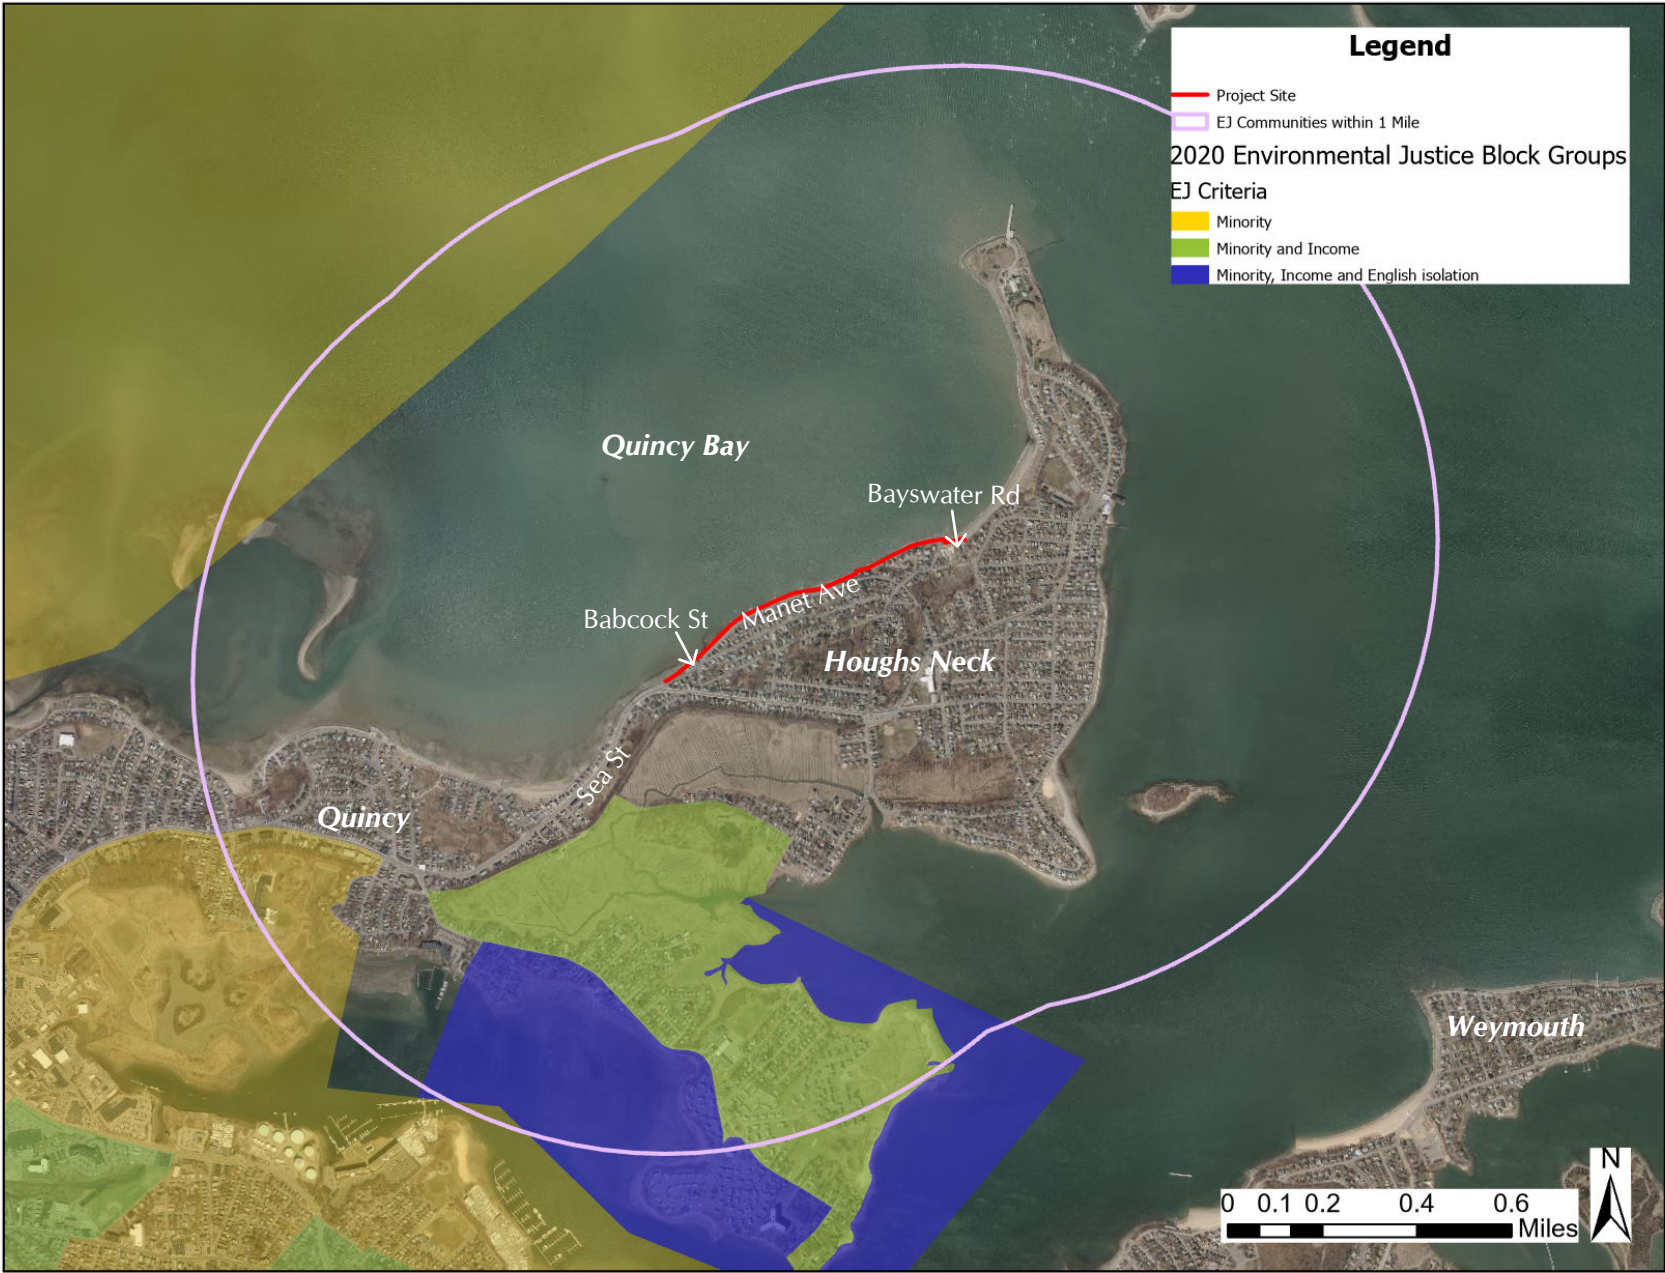 Legend
Project Site
EJ Communities within 1 Mile
2020 Environmental Justice Block Groups
EJ Criteria
Minority
Minority and Income
Minority, Income and English isolation
Quincy Bay
Bayswater Rd
Manet Ave
Babcock St
Houghs Neck
Sea St
Quincy
Weymouth
N
0 0.1 0.2 0.4 0.6
Miles